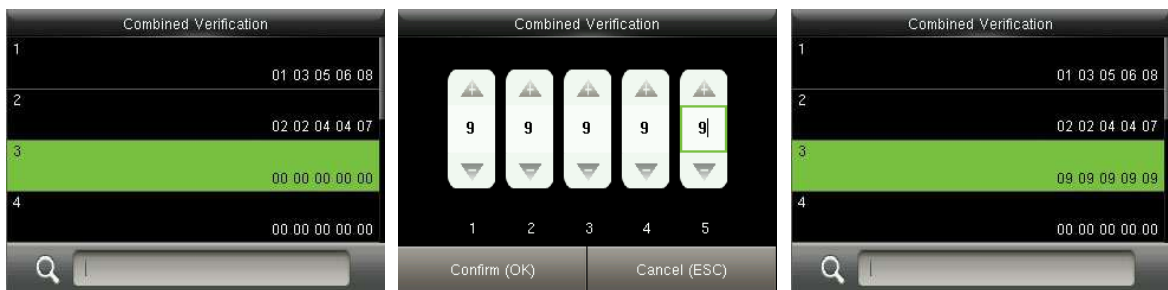 Combined Verification
1
01 03 05 06 08
2
02 02 04 04 07
3
00 00 00 00 00
4
00 00 00 00 00
Combined Verification
9 9 9 9 9
1 2 3 4 5
Confirm (OK) Cancel (ESC)
Combined Verification
1
01 03 05 06 08
2
02 02 04 04 07
3
09 09 09 09 09
4
00 00 00 00 00